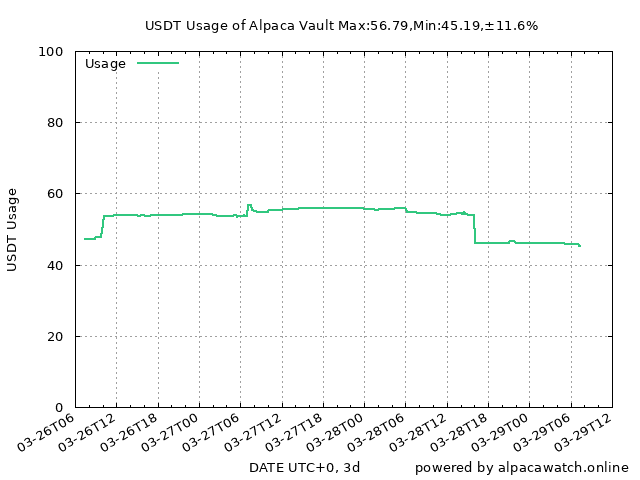 USDT Usage of Alpaca Vault Max:56.79,Min:45.19,±11.6%
Usage
USDT Usage
100
80
60
40
20
0
03-26T06
03-26T12
03-26T18
03-27T00
03-27T06
03-27T12
03-27T18
03-28T00
03-28T06
03-28T12
03-28T18
03-29T00
03-29T06
03-29T12
DATE UTC+0, 3d
powered by alpacawatch.online